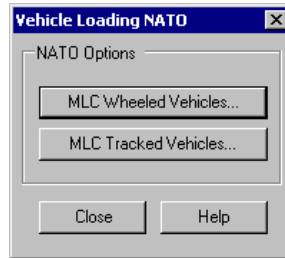 Vehicle Loading NATO
NATO Options
MLC Wheeled Vehicles...
MLC Tracked Vehicles...
Close Help